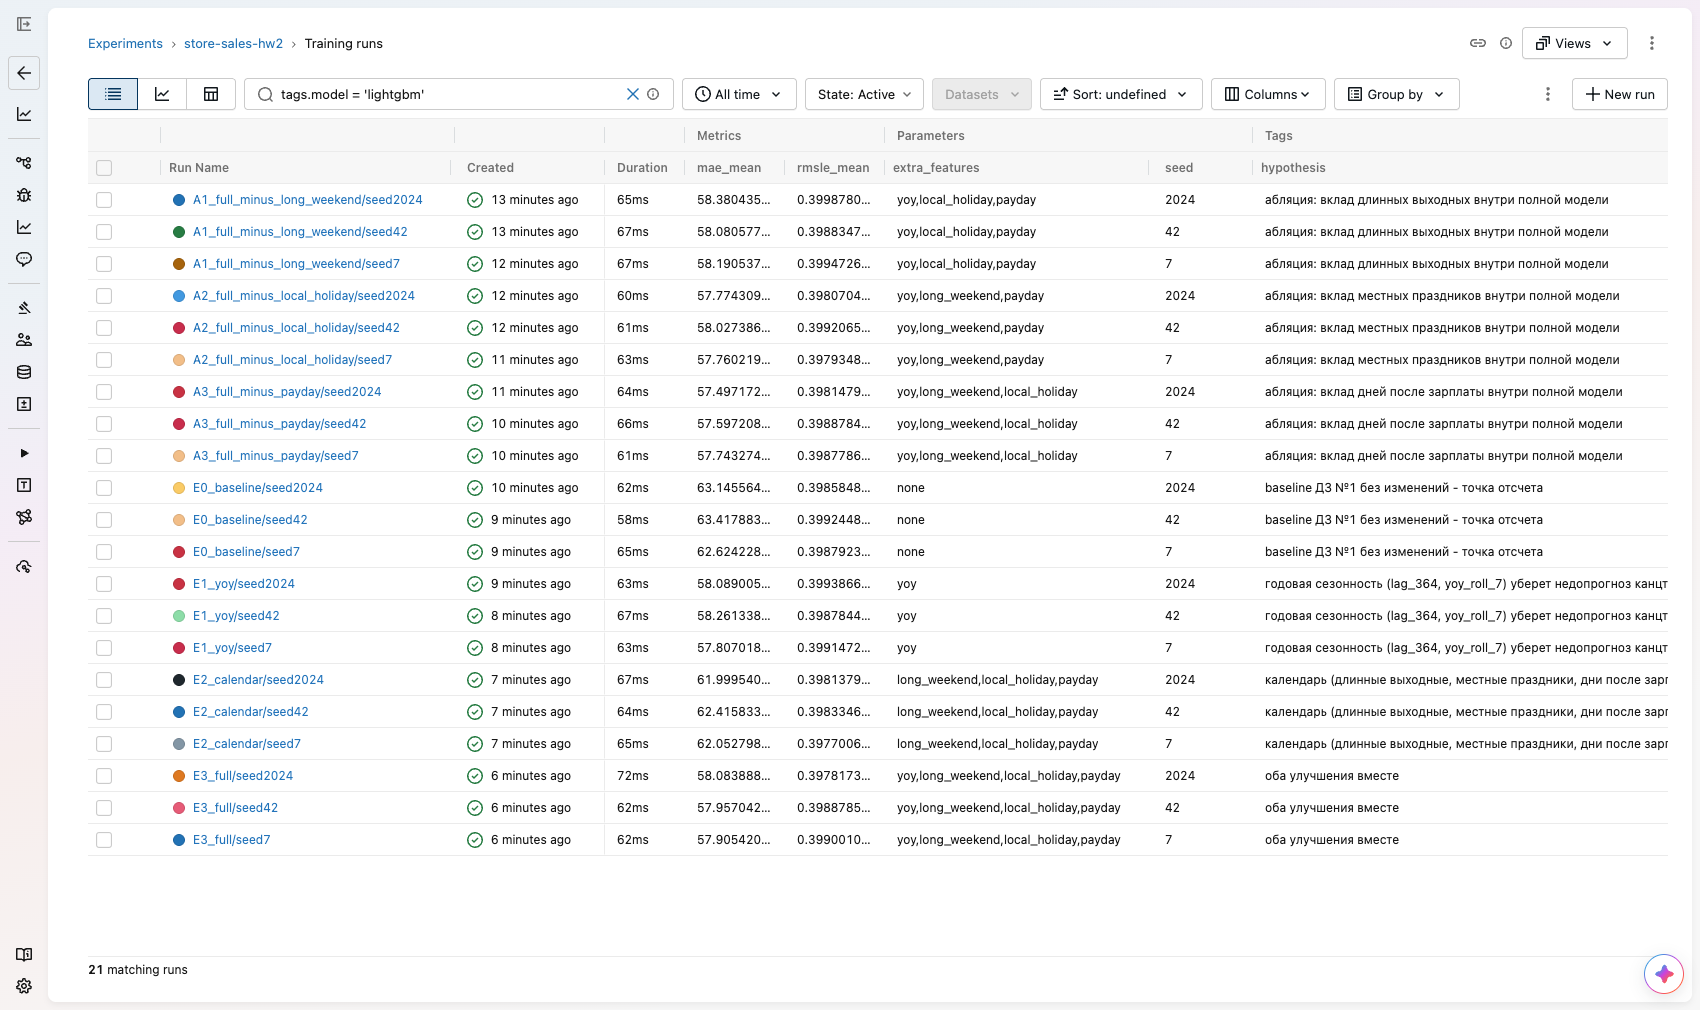 Experiments › store-sales-hw2 › Training runs
Views
tags.model = 'lightgbm' All time State: Active Datasets Sort: undefined Columns Group by New run
Metrics Parameters Tags
Run Name Created Duration mae_mean rmsle_mean extra_features seed hypothesis
A1_full_minus_long_weekend/seed2024 13 minutes ago 65ms 58.380435... 0.3998780... yoy,local_holiday,payday 2024 абляция: вклад длинных выходных внутри полной модели
A1_full_minus_long_weekend/seed42 13 minutes ago 67ms 58.080577... 0.3988347... yoy,local_holiday,payday 42 абляция: вклад длинных выходных внутри полной модели
A1_full_minus_long_weekend/seed7 12 minutes ago 67ms 58.190537... 0.3994726... yoy,local_holiday,payday 7 абляция: вклад длинных выходных внутри полной модели
A2_full_minus_local_holiday/seed2024 12 minutes ago 60ms 57.774309... 0.3980704... yoy,long_weekend,payday 2024 абляция: вклад местных праздников внутри полной модели
A2_full_minus_local_holiday/seed42 12 minutes ago 61ms 58.027386... 0.3992065... yoy,long_weekend,payday 42 абляция: вклад местных праздников внутри полной модели
A2_full_minus_local_holiday/seed7 11 minutes ago 63ms 57.760219... 0.3979348... yoy,long_weekend,payday 7 абляция: вклад местных праздников внутри полной модели
A3_full_minus_payday/seed2024 11 minutes ago 64ms 57.497172... 0.3981479... yoy,long_weekend,local_holiday 2024 абляция: вклад дней после зарплаты внутри полной модели
A3_full_minus_payday/seed42 10 minutes ago 66ms 57.597208... 0.3988784... yoy,long_weekend,local_holiday 42 абляция: вклад дней после зарплаты внутри полной модели
A3_full_minus_payday/seed7 10 minutes ago 61ms 57.743274... 0.3987786... yoy,long_weekend,local_holiday 7 абляция: вклад дней после зарплаты внутри полной модели
E0_baseline/seed2024 10 minutes ago 62ms 63.145564... 0.3985848... none 2024 baseline ДЗ №1 без изменений - точка отсчета
E0_baseline/seed42 9 minutes ago 58ms 63.417883... 0.3992448... none 42 baseline ДЗ №1 без изменений - точка отсчета
E0_baseline/seed7 9 minutes ago 65ms 62.624228... 0.3987923... none 7 baseline ДЗ №1 без изменений - точка отсчета
E1_yoy/seed2024 9 minutes ago 63ms 58.089005... 0.3993866... yoy 2024 годовая сезонность (lag_364, yoy_roll_7) уберет недопрогноз канцт
E1_yoy/seed42 8 minutes ago 67ms 58.261338... 0.3987844... yoy 42 годовая сезонность (lag_364, yoy_roll_7) уберет недопрогноз канцт
E1_yoy/seed7 8 minutes ago 63ms 57.807018... 0.3991472... yoy 7 годовая сезонность (lag_364, yoy_roll_7) уберет недопрогноз канцт
E2_calendar/seed2024 7 minutes ago 67ms 61.999540... 0.3981379... long_weekend,local_holiday,payday 2024 календарь (длинные выходные, местные праздники, дни после зарп
E2_calendar/seed42 7 minutes ago 64ms 62.415833... 0.3983346... long_weekend,local_holiday,payday 42 календарь (длинные выходные, местные праздники, дни после зарп
E2_calendar/seed7 7 minutes ago 65ms 62.052798... 0.3977006... long_weekend,local_holiday,payday 7 календарь (длинные выходные, местные праздники, дни после зарп
E3_full/seed2024 6 minutes ago 72ms 58.083888... 0.3978173... yoy,long_weekend,local_holiday,payday 2024 оба улучшения вместе
E3_full/seed42 6 minutes ago 62ms 57.957042... 0.3988785... yoy,long_weekend,local_holiday,payday 42 оба улучшения вместе
E3_full/seed7 6 minutes ago 62ms 57.905420... 0.3990010... yoy,long_weekend,local_holiday,payday 7 оба улучшения вместе
21 matching runs